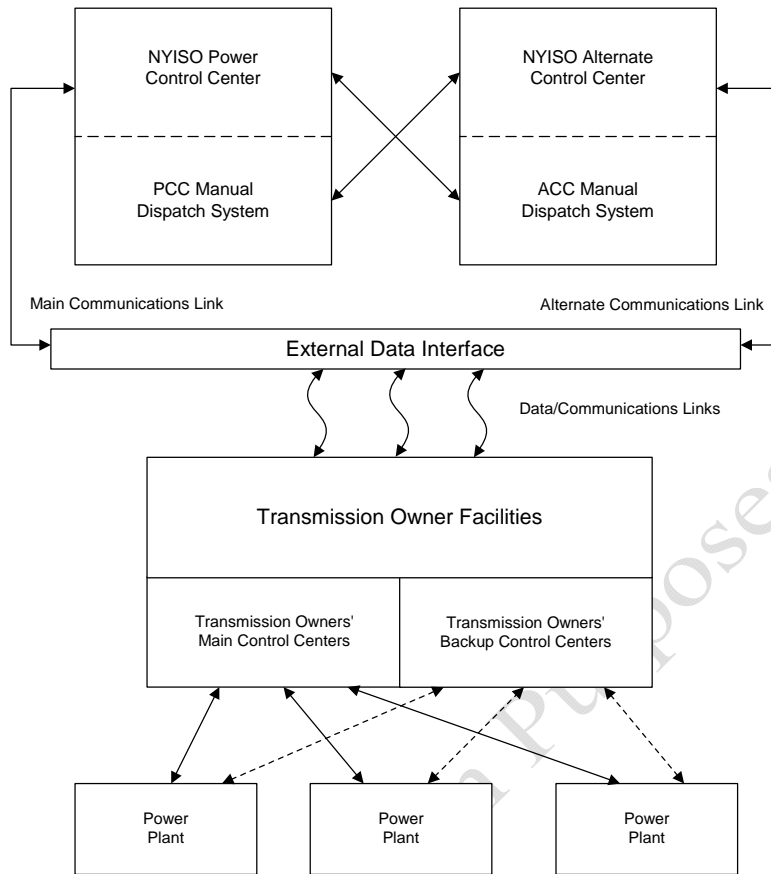 NYISO Power
Control Center
NYISO Alternate
Control Center
PCC Manual
Dispatch System
ACC Manual
Dispatch System
Main Communications Link
Alternate Communications Link
External Data Interface
Data/Communications Links
Transmission Owner Facilities
Transmission Owners'
Main Control Centers
Transmission Owners'
Backup Control Centers
Power
Plant
Power
Plant
Power
Plant